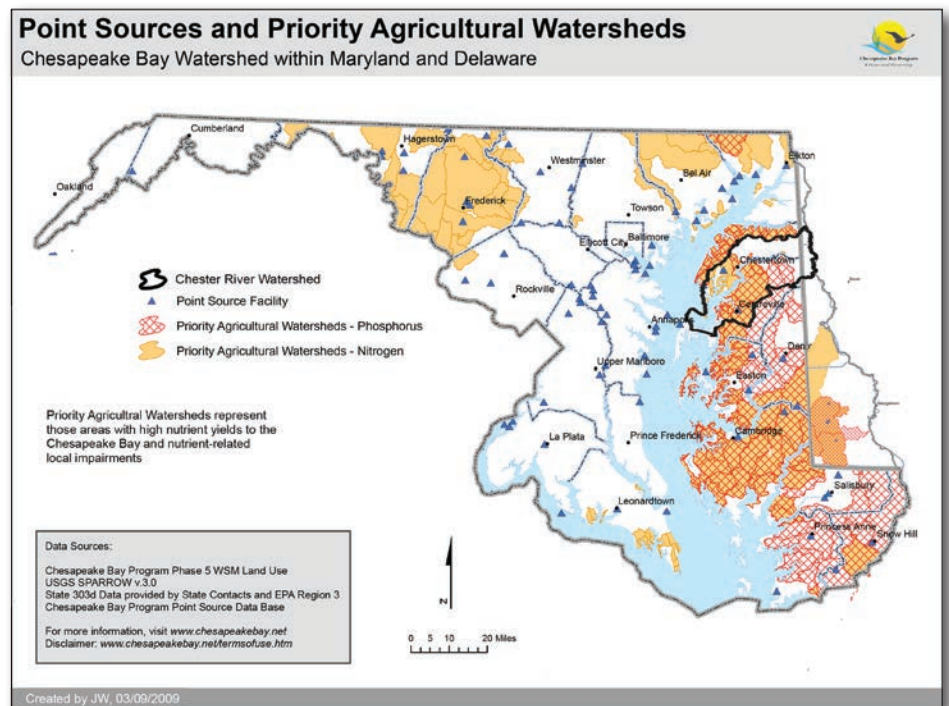 Point Sources and Priority Agricultural Watersheds
Chesapeake Bay Watershed within Maryland and Delaware
Chesapeake Bay Program
Cumberland
Hagerstown
Oakland
Westminster
Elkton
Bel Air
Frederick
Towson
Ellicott City
Baltimore
Chestertown
Chester River Watershed
Rockville
Point Source Facility
Centreville
Annapolis
Priority Agricultural Watersheds - Phosphorus
Priority Agricultural Watersheds - Nitrogen
Upper Marlboro
Easton
Priority Agricultral Watersheds represent
those areas with high nutrient yields to the
Chesapeake Bay and nutrient-related
local impairments
La Plata
Prince Frederick
Cambridge
Salisbury
Leonardtown
Princess Anne
Snow Hill
Data Sources:
Chesapeake Bay Program Phase 5 WSM Land Use
USGS SPARROW v.3.0
State 303d Data provided by State Contacts and EPA Region 3
Chesapeake Bay Program Point Source Data Base
For more information, visit www.chesapeakebay.net
Disclaimer: www.chesapeakebay.net/termsofuse.htm
N
0 5 10 20 Miles
Created by JW, 03/09/2009